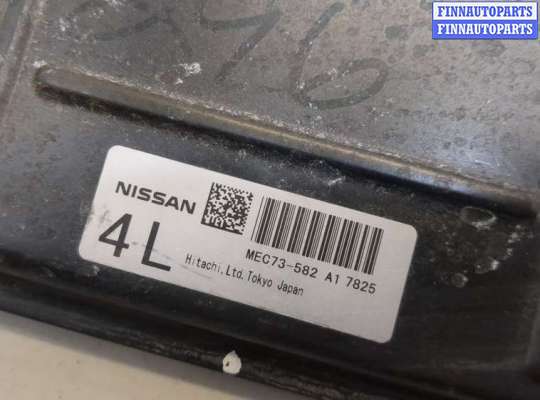 FINNAUTOPARTS
FINNAUTOPARTS
NISSAN
4L
MEC73-582 A1 7825
Hitachi,Ltd.Tokyo Japan